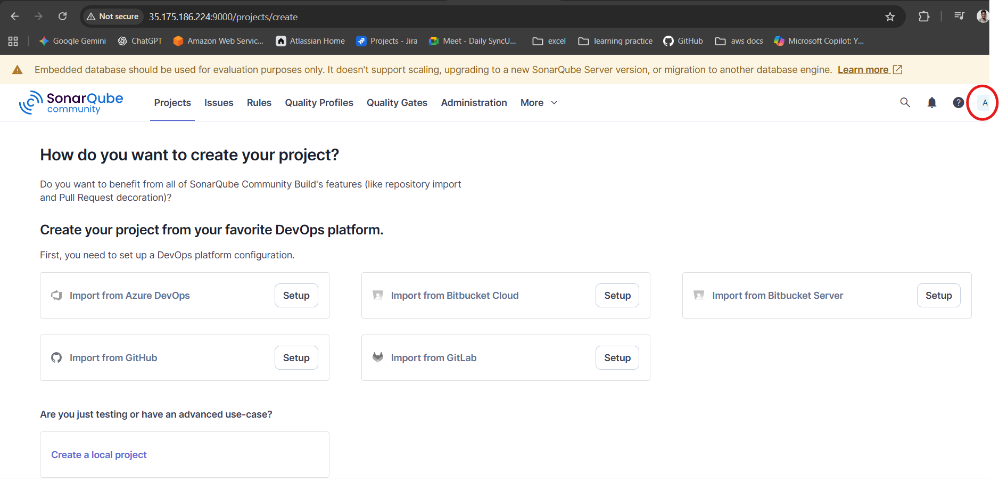 Not secure 35.175.186.224:9000/projects/create
Google Gemini ChatGPT Amazon Web Servic... Atlassian Home Projects - Jira Meet - Daily SyncU... excel learning practice GitHub aws docs Microsoft Copilot: Y...
Embedded database should be used for evaluation purposes only. It doesn't support scaling, upgrading to a new SonarQube Server version, or migration to another database engine. Learn more
SonarQube
community
Projects Issues Rules Quality Profiles Quality Gates Administration More ? A
How do you want to create your project?
Do you want to benefit from all of SonarQube Community Build's features (like repository import
and Pull Request decoration)?
Create your project from your favorite DevOps platform.
First, you need to set up a DevOps platform configuration.
Import from Azure DevOps Setup Import from Bitbucket Cloud Setup Import from Bitbucket Server Setup
Import from GitHub Setup Import from GitLab Setup
Are you just testing or have an advanced use-case?
Create a local project